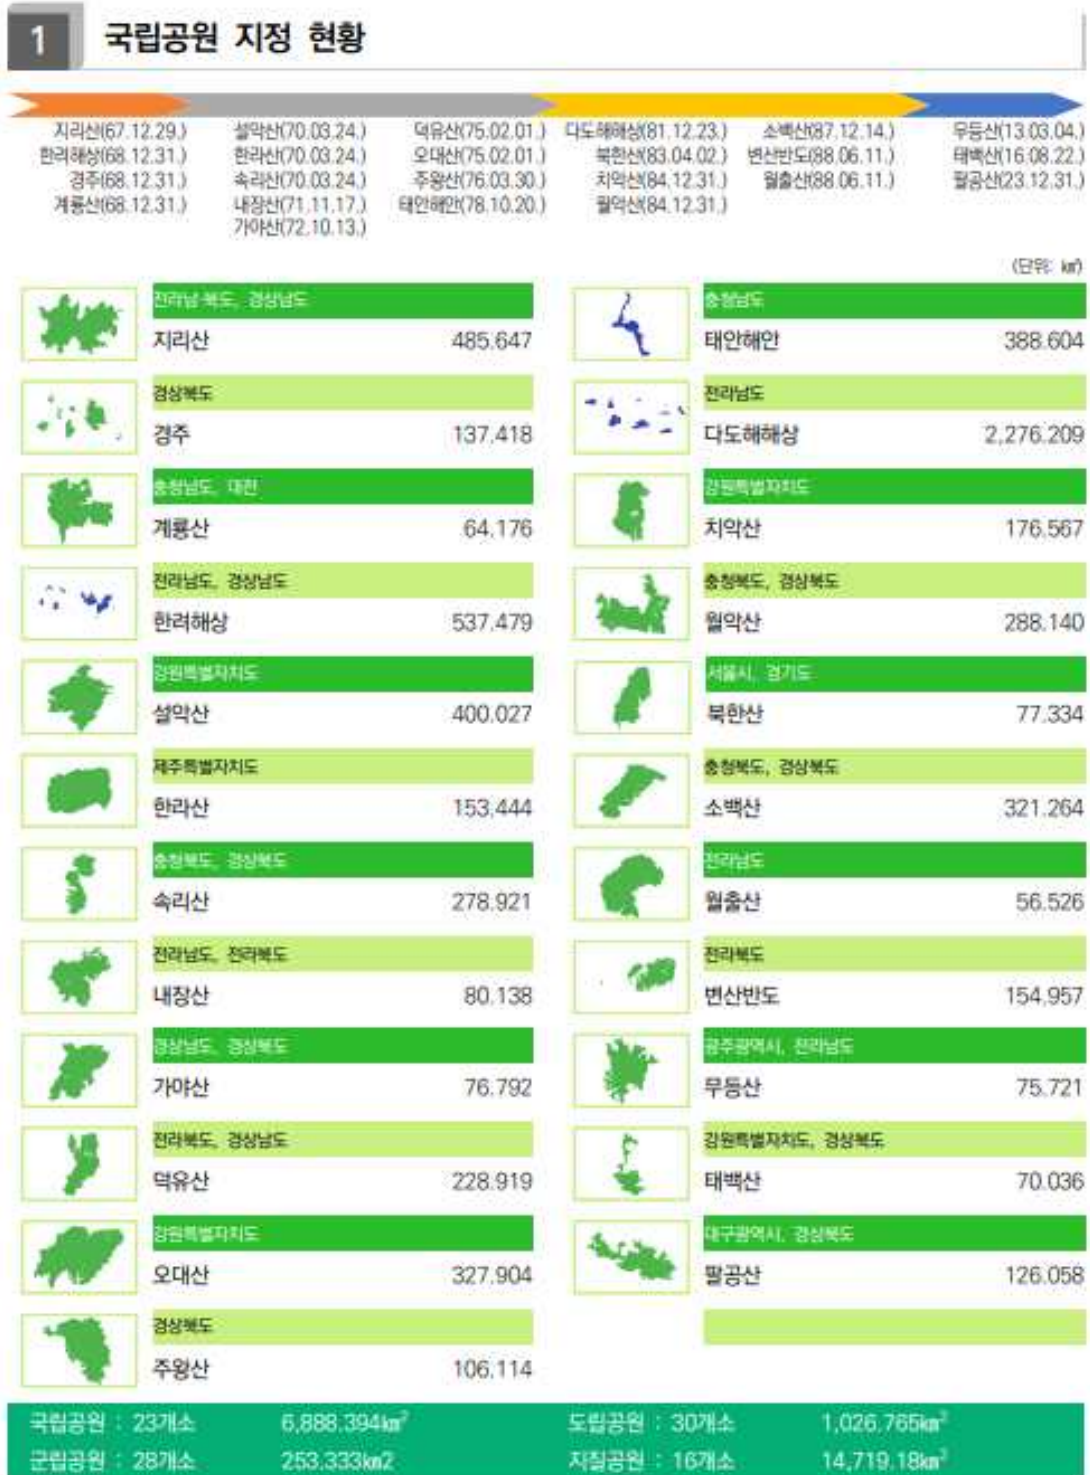 1 국립공원 지정 현황
지리산(67.12.29.) 설악산(70.03.24.) 덕유산(75.02.01.) 다도해해상(81.12.23.) 소백산(87.12.14.) 무등산(13.03.04.)
한려해상(68.12.31.) 한라산(70.03.24.) 오대산(75.02.01.) 북한산(83.04.02.) 변산반도(88.06.11.) 태백산(16.08.22.)
경주(68.12.31.) 속리산(70.03.24.) 주왕산(76.03.30.) 치악산(84.12.31.) 월출산(88.06.11.) 팔공산(23.12.31.)
계룡산(68.12.31.) 내장산(71.11.17.) 태안해안(78.10.20.) 월악산(84.12.31.)
가야산(72.10.13.)
(단위: ㎢)
전라남·북도, 경상남도 충청남도
지리산 485.647 태안해안 388.604
경상북도 전라남도
경주 137.418 다도해해상 2,276.209
충청남도, 대전 강원특별자치도
계룡산 64.176 치악산 176.567
전라남도, 경상남도 충청북도, 경상북도
한려해상 537.479 월악산 288.140
강원특별자치도 서울시, 경기도
설악산 400.027 북한산 77.334
제주특별자치도 충청북도, 경상북도
한라산 153.444 소백산 321.264
충청북도, 경상북도 전라남도
속리산 278.921 월출산 56.526
전라남도, 전라북도 전라북도
내장산 80.138 변산반도 154.957
경상남도, 경상북도 광주광역시, 전라남도
가야산 76.792 무등산 75.721
전라북도, 경상남도 강원특별자치도, 경상북도
덕유산 228.919 태백산 70.036
강원특별자치도 대구광역시, 경상북도
오대산 327.904 팔공산 126.058
경상북도
주왕산 106.114
국립공원 : 23개소 6,888.394㎢ 도립공원 : 30개소 1,026.765㎢
군립공원 : 28개소 253.333km2 지질공원 : 16개소 14,719.18㎢